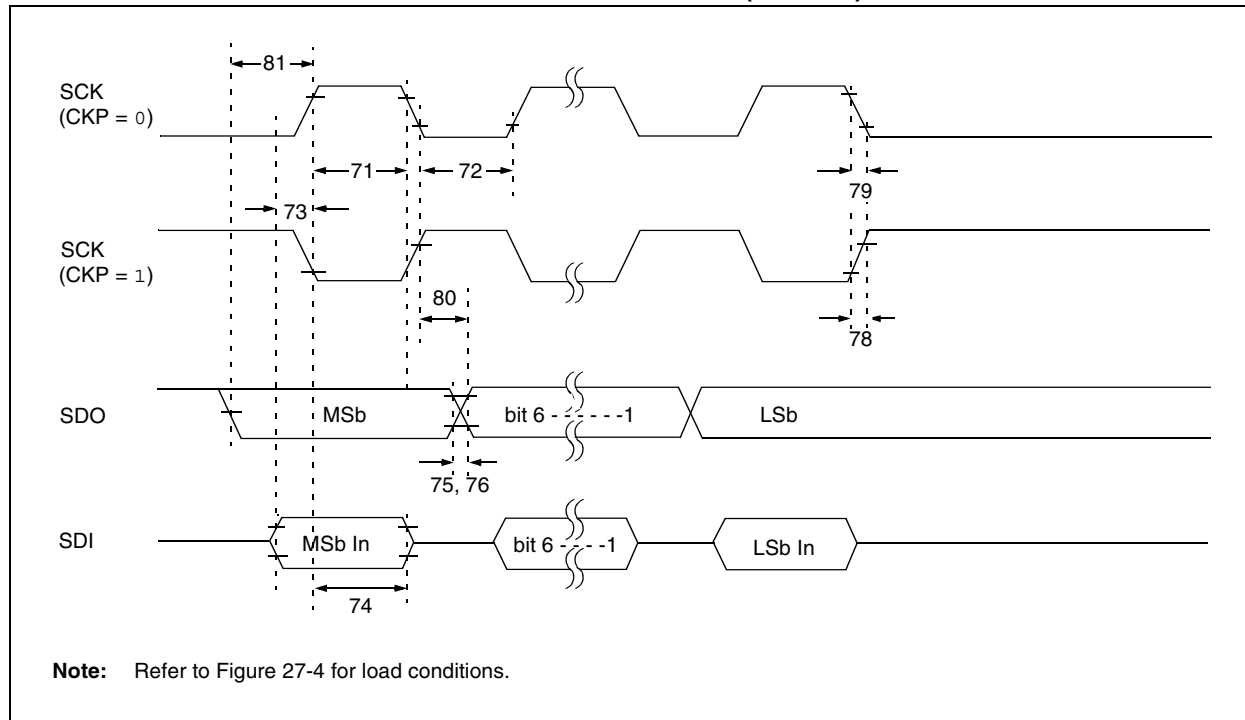 81
SCK
(CKP = 0)
71
72
79
73
SCK
(CKP = 1)
80
78
SDO
MSb
bit 6 - - - - - - -1
LSb
75, 76
SDI
MSb In
bit 6 - - - - -1
LSb In
74
Note: Refer to Figure 27-4 for load conditions.